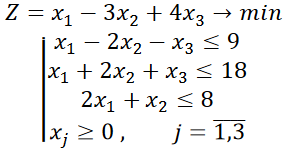 Z = x₁ − 3x₂ + 4x₃ → min
x₁ − 2x₂ − x₃ ≤ 9
x₁ + 2x₂ + x₃ ≤ 18
2x₁ + x₂ ≤ 8
xⱼ ≥ 0 , j = 1,3̅